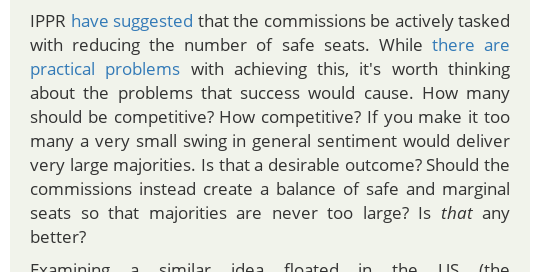 IPPR have suggested that the commissions be actively tasked
with reducing the number of safe seats. While there are
practical problems with achieving this, it's worth thinking
about the problems that success would cause. How many
should be competitive? How competitive? If you make it too
many a very small swing in general sentiment would deliver
very large majorities. Is that a desirable outcome? Should the
commissions instead create a balance of safe and marginal
seats so that majorities are never too large? Is that any
better?
Examining a similar idea floated in the US (the